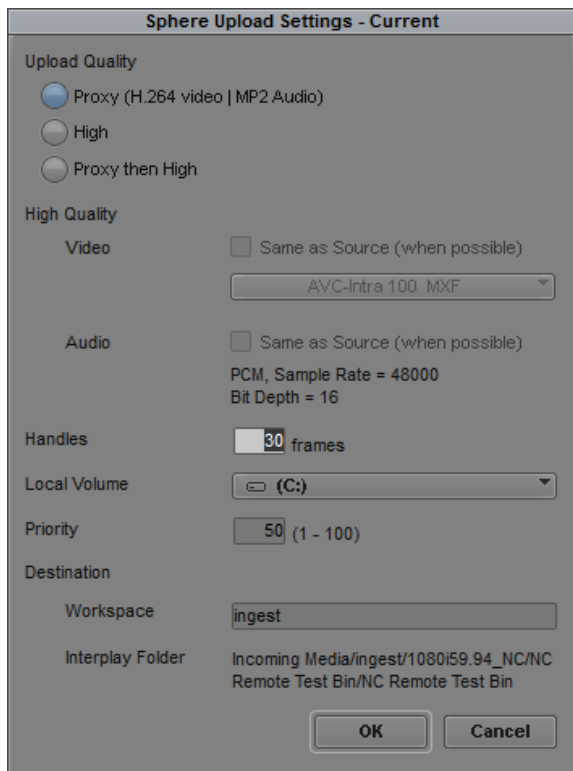 Sphere Upload Settings - Current
Upload Quality
Proxy (H.264 video | MP2 Audio)
High
Proxy then High
High Quality
Video
Same as Source (when possible)
AVC-Intra 100 MXF
Audio
Same as Source (when possible)
PCM, Sample Rate = 48000
Bit Depth = 16
Handles
30 frames
Local Volume
(C:)
Priority
50 (1 - 100)
Destination
Workspace
ingest
Interplay Folder
Incoming Media/ingest/1080i59.94_NC/NC
Remote Test Bin/NC Remote Test Bin
OK
Cancel